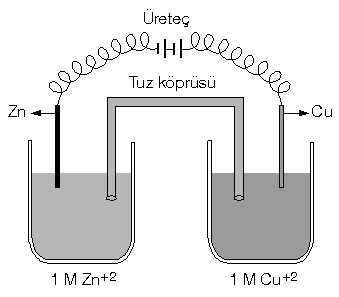 Üreteç
Tuz köprüsü
Zn
Cu
1 M Zn+2
1 M Cu+2